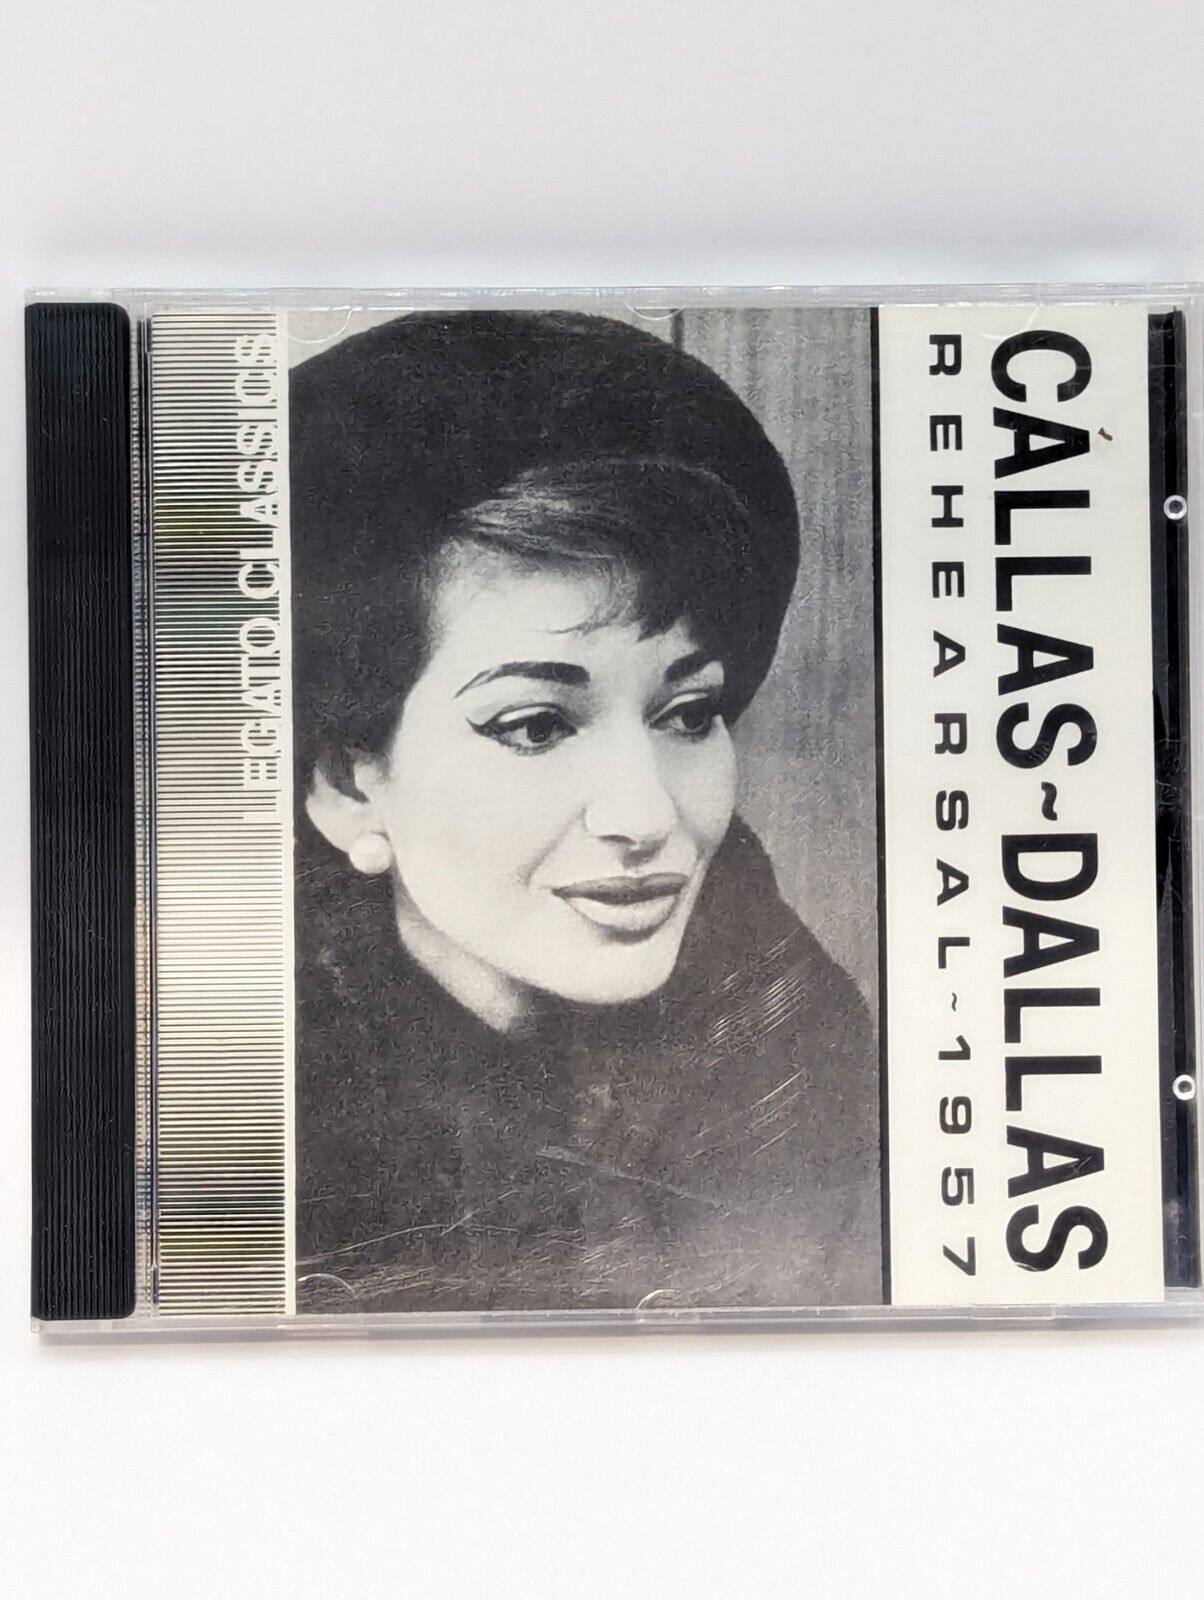 LEGATO CLASSICS
CALLAS~DALLAS
REHEARSAL~1957